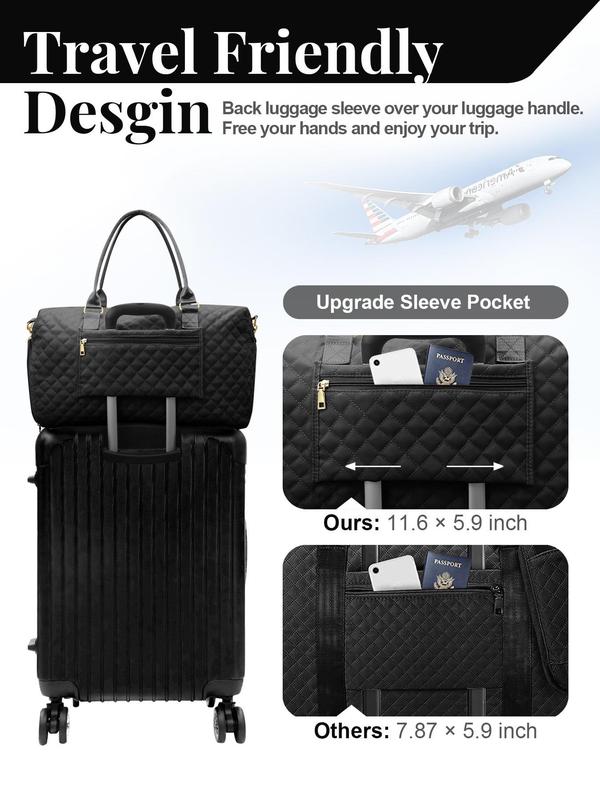 Travel Friendly
Desgin
Back luggage sleeve over your luggage handle.
Free your hands and enjoy your trip.
American
Upgrade Sleeve Pocket
PASSPORT
Ours: 11.6 × 5.9 inch
PASSPORT
Others: 7.87 × 5.9 inch